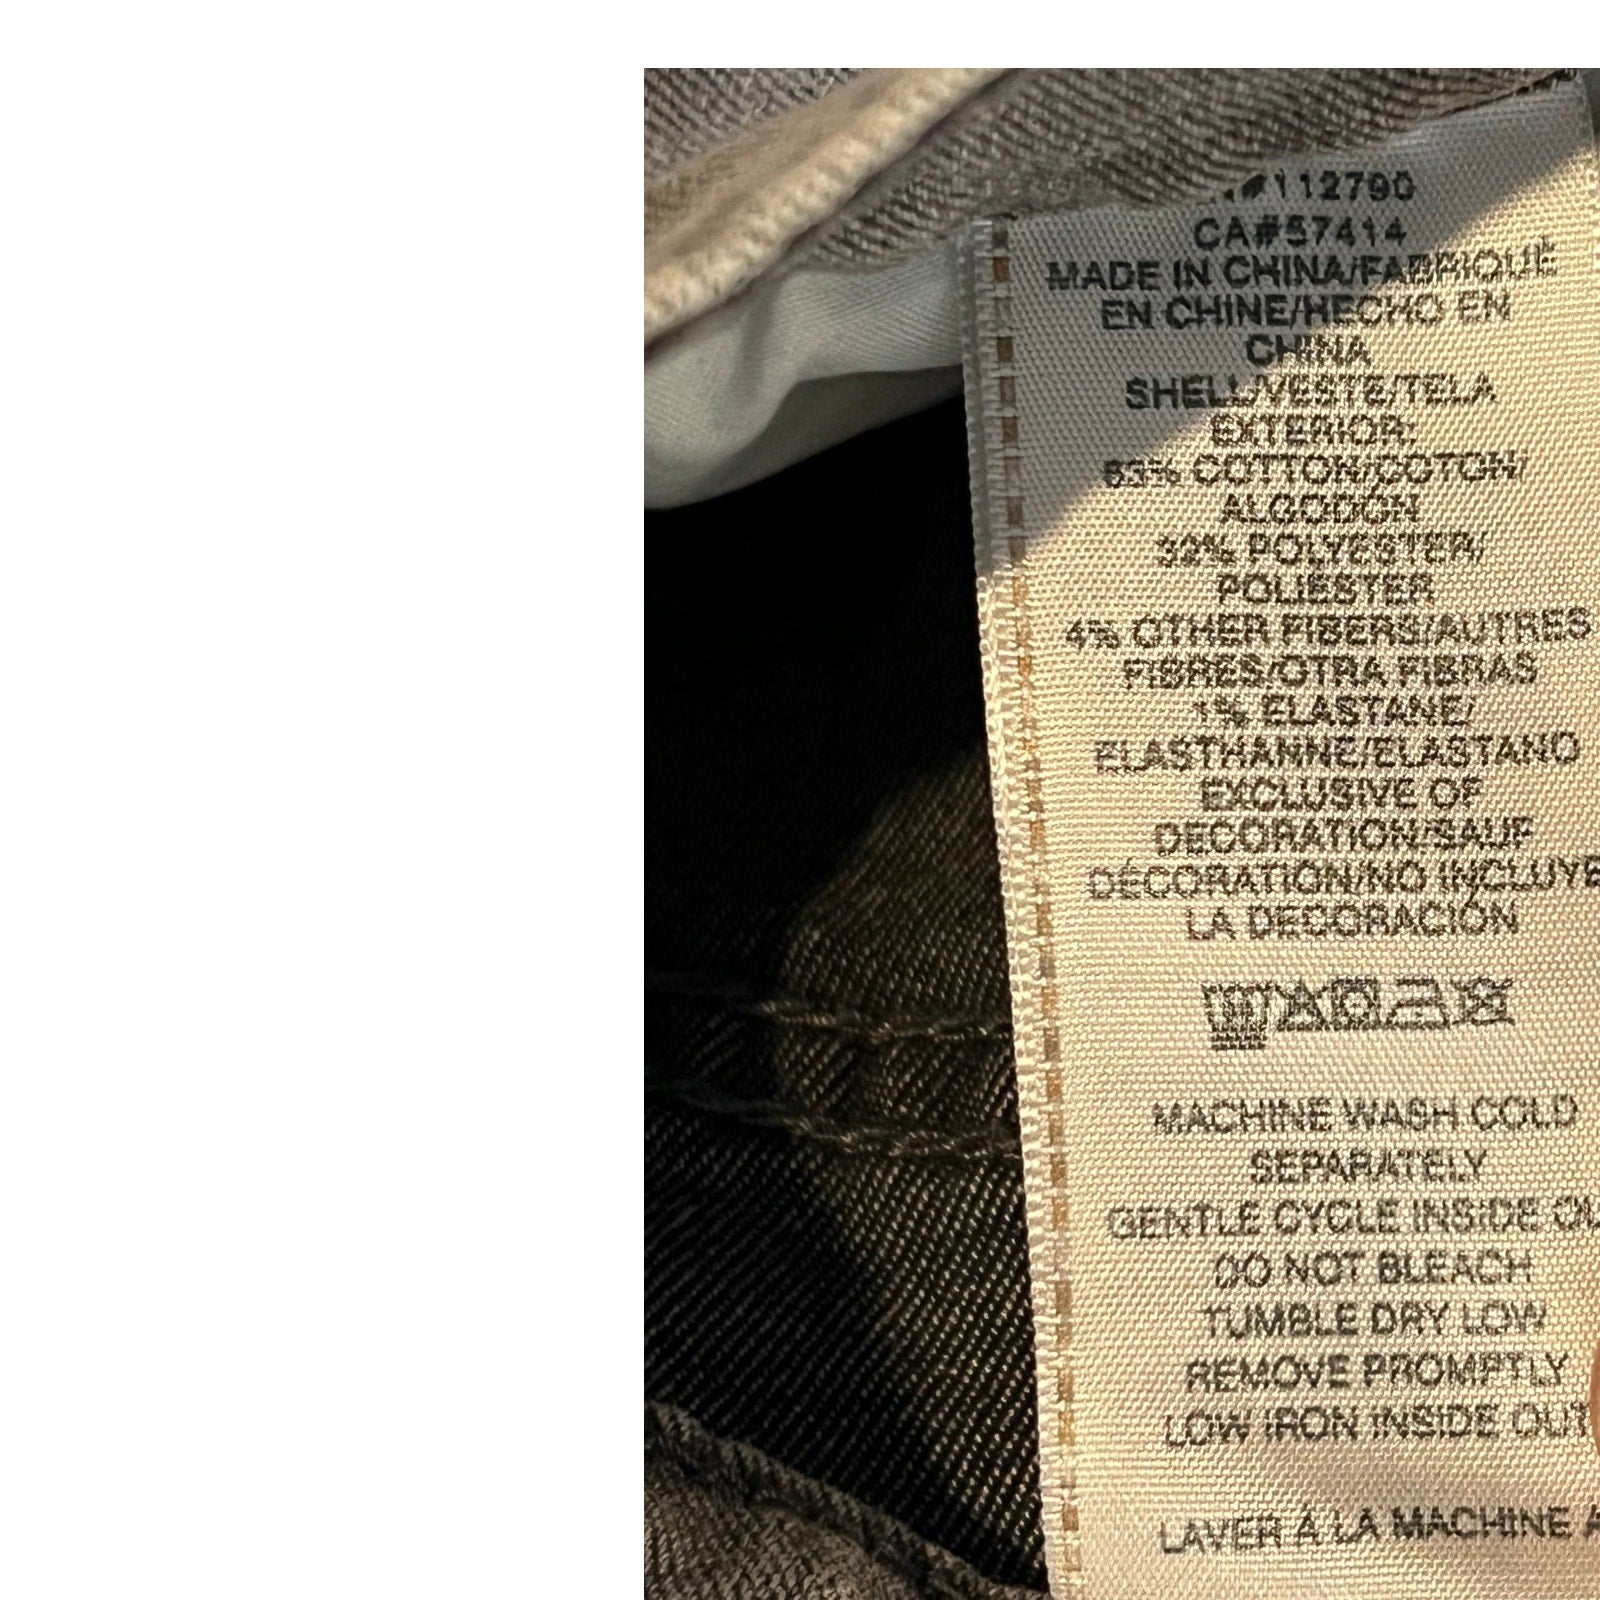 #112790
CA#57414
MADE IN CHINA/FABRIQUÉ
EN CHINE/HECHO EN
CHINA
SHELL/VESTE/TELA
EXTERIOR:
63% COTTON/COTON/
ALGODÓN
32% POLYESTER/
POLIESTER
4% OTHER FIBERS/AUTRES
FIBRES/OTRA FIBRAS
1% ELASTANE/
ELASTHANNE/ELASTANO
EXCLUSIVE OF
DECORATION/SAUF
DÉCORATION/NO INCLUYE
LA DECORACIÓN
MACHINE WASH COLD
SEPARATELY
GENTLE CYCLE INSIDE OU
DO NOT BLEACH
TUMBLE DRY LOW
REMOVE PROMPTLY
LOW IRON INSIDE OUT
LAVER À LA MACHINE